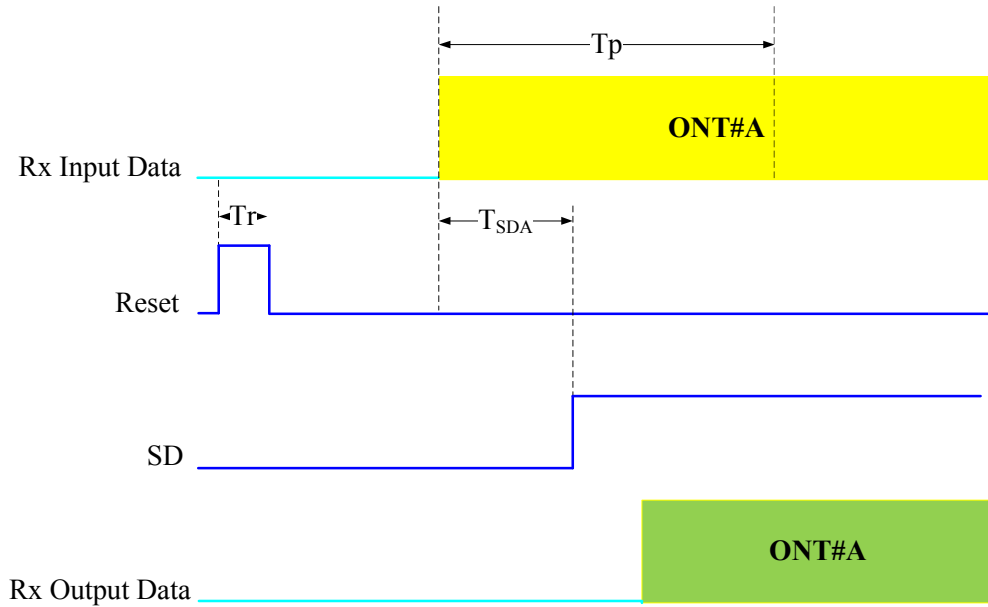 Tp
ONT#A
Rx Input Data
Tr
TSDA
Reset
SD
ONT#A
Rx Output Data